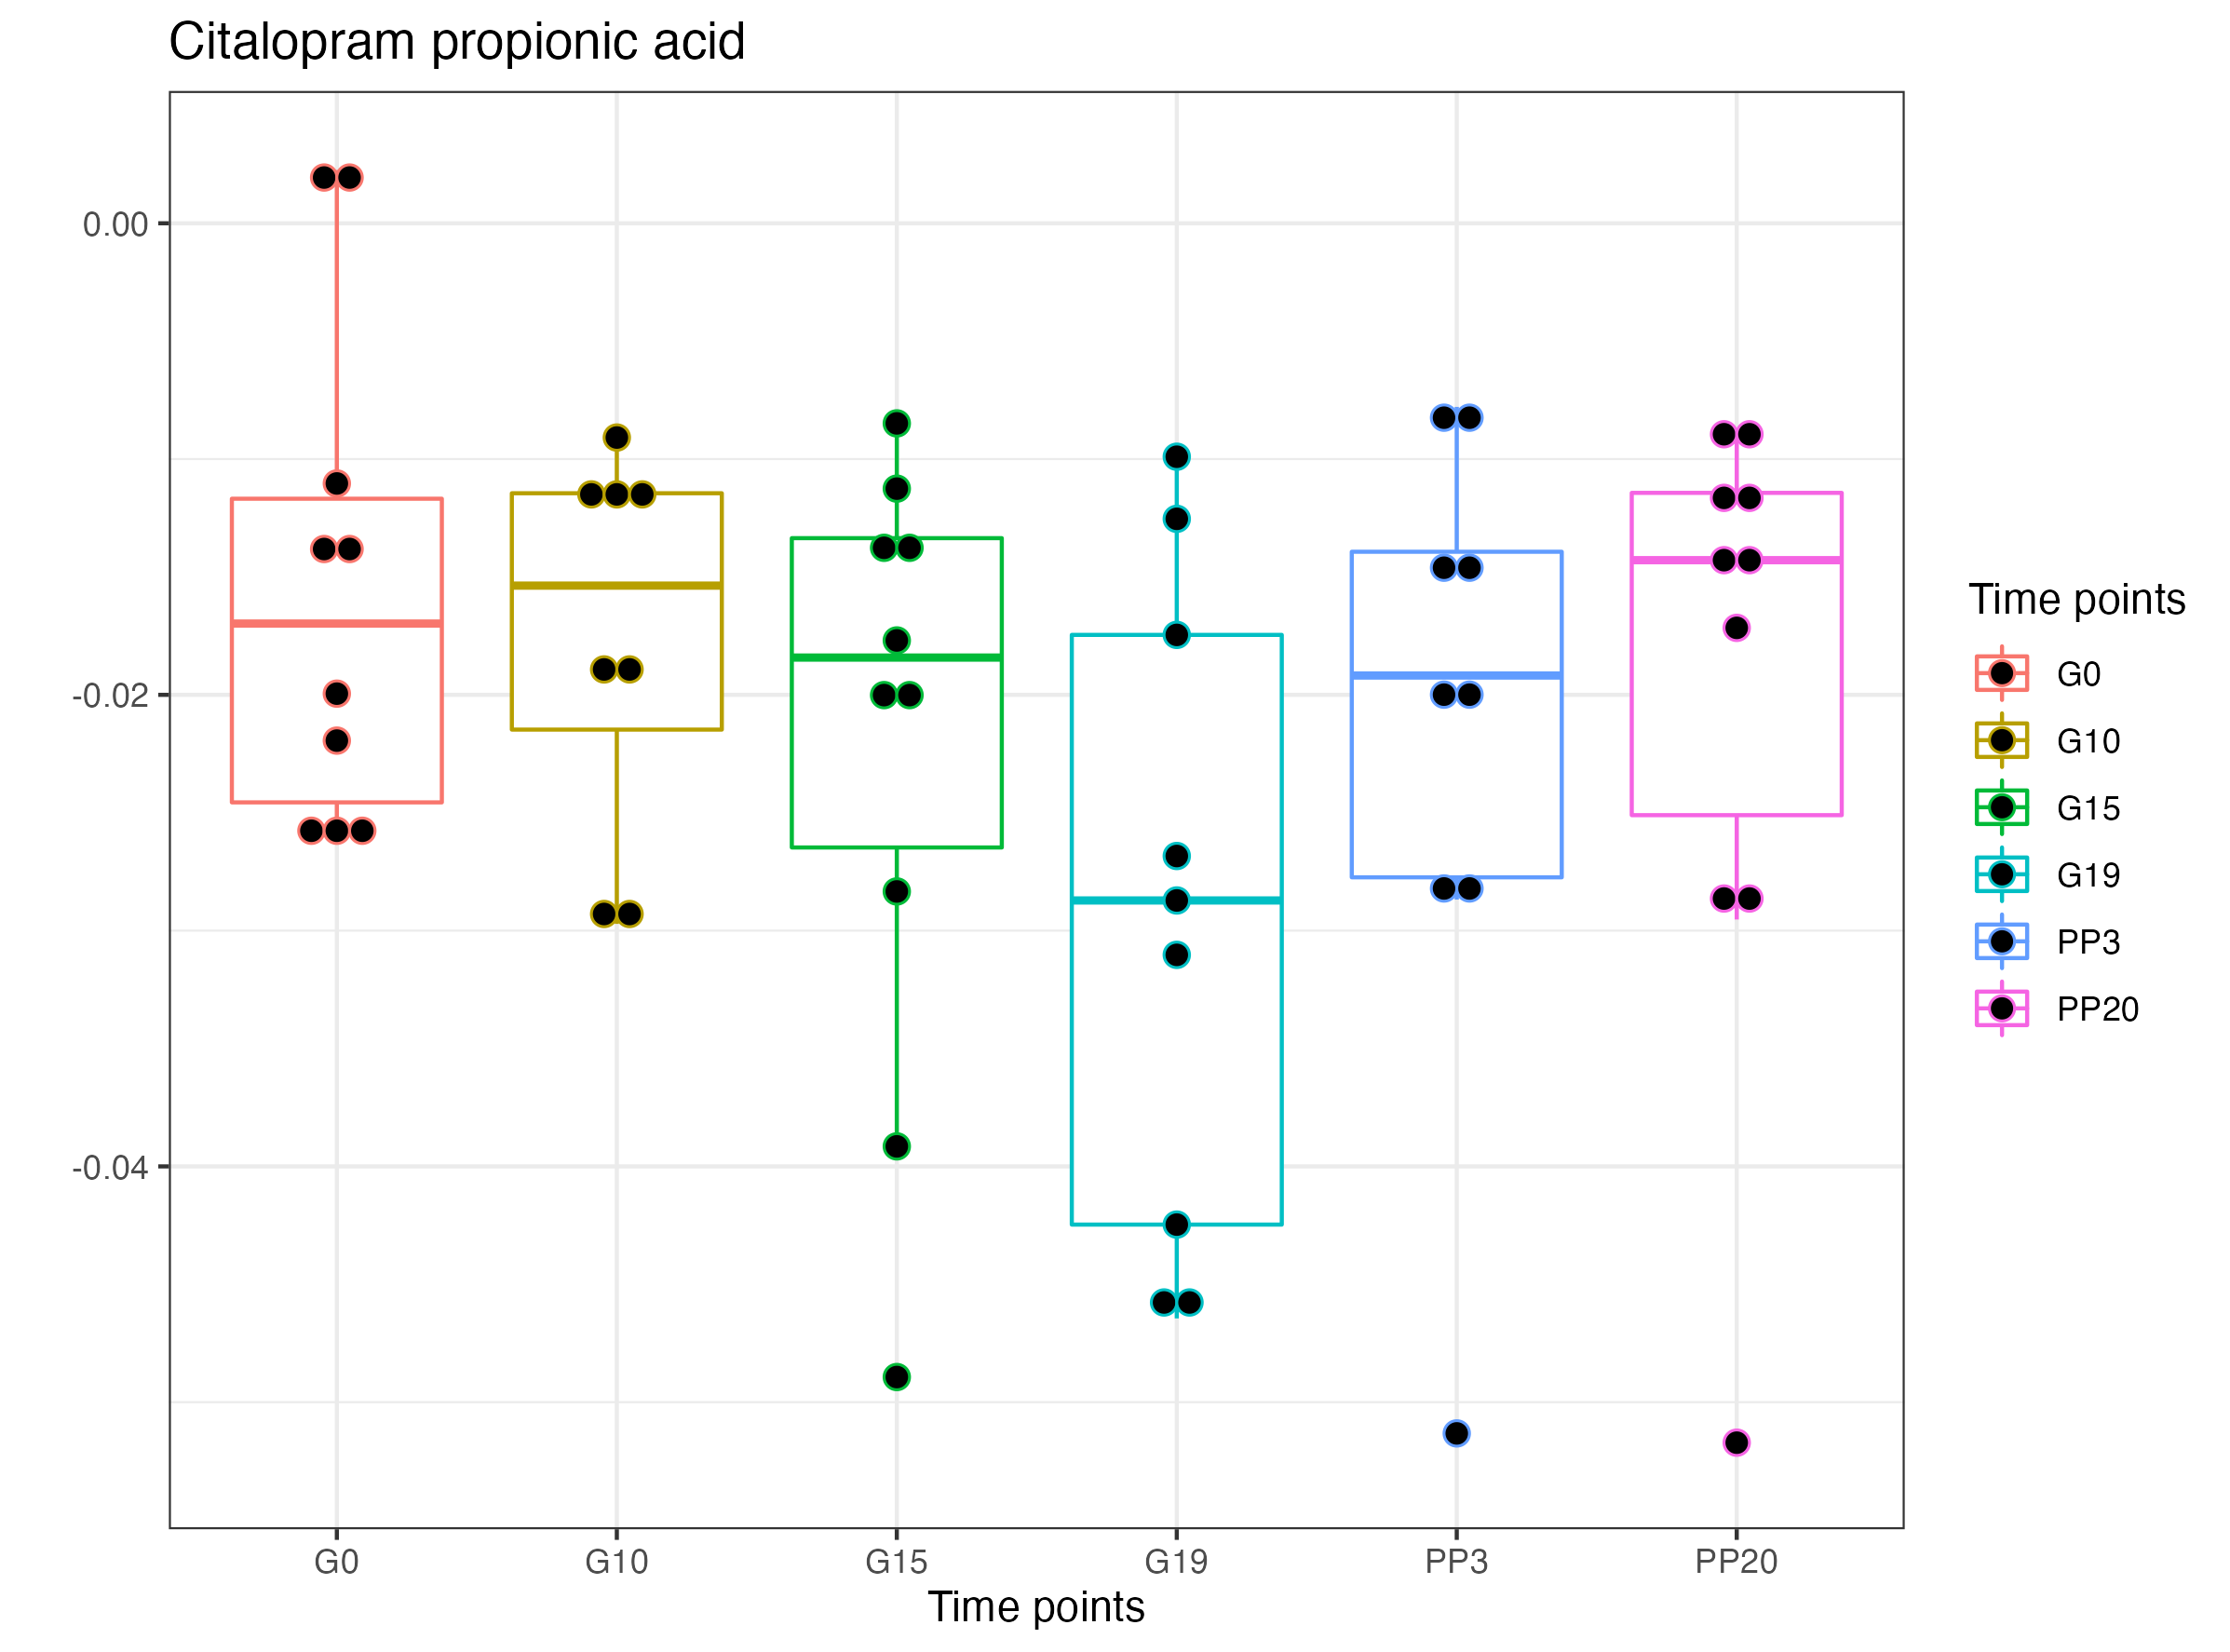 Citalopram propionic acid
0.00
-0.02
-0.04
G0 G10 G15 G19 PP3 PP20
Time points
Time points
G0
G10
G15
G19
PP3
PP20